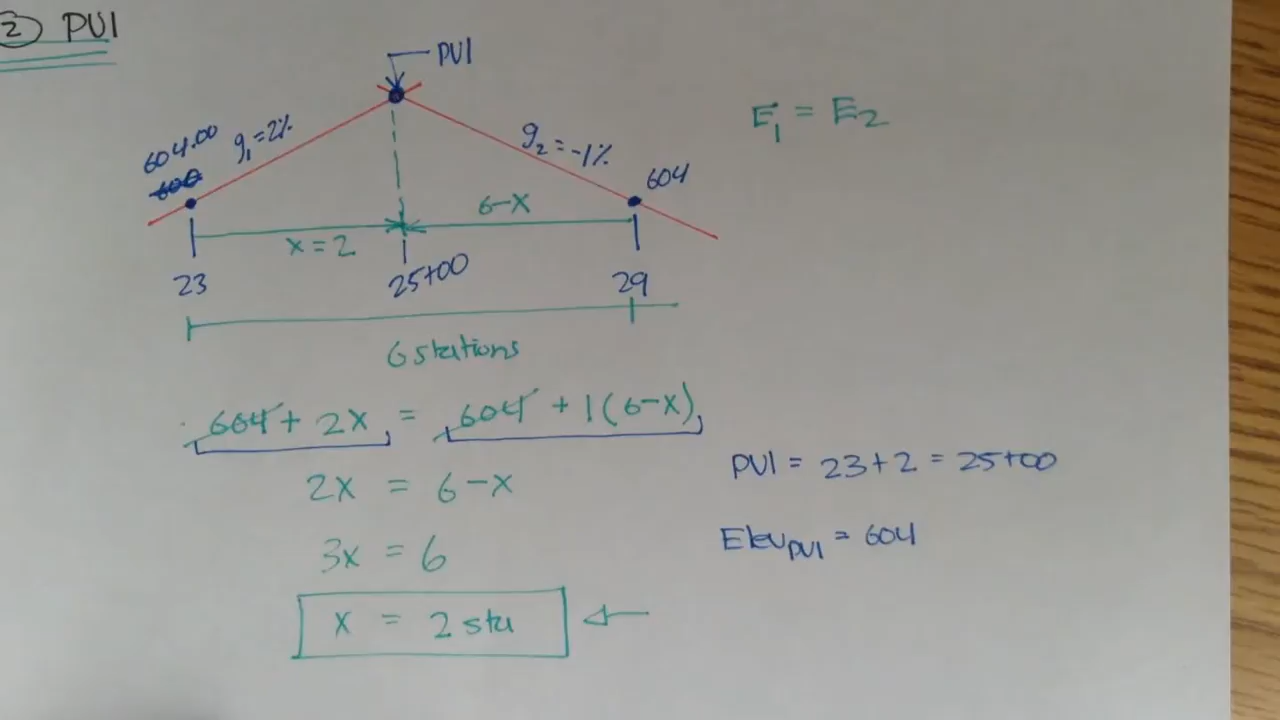 2 PVI
PVI
E1 = E2
604.00
600
g1 = 2%
g2 = -1%
604
x = 2
6-x
23
25+00
29
6 stations
604 + 2x = 604 + 1(6-x)
2x = 6-x
3x = 6
x = 2 sta
PVI = 23+2 = 25+00
ElevPVI = 604